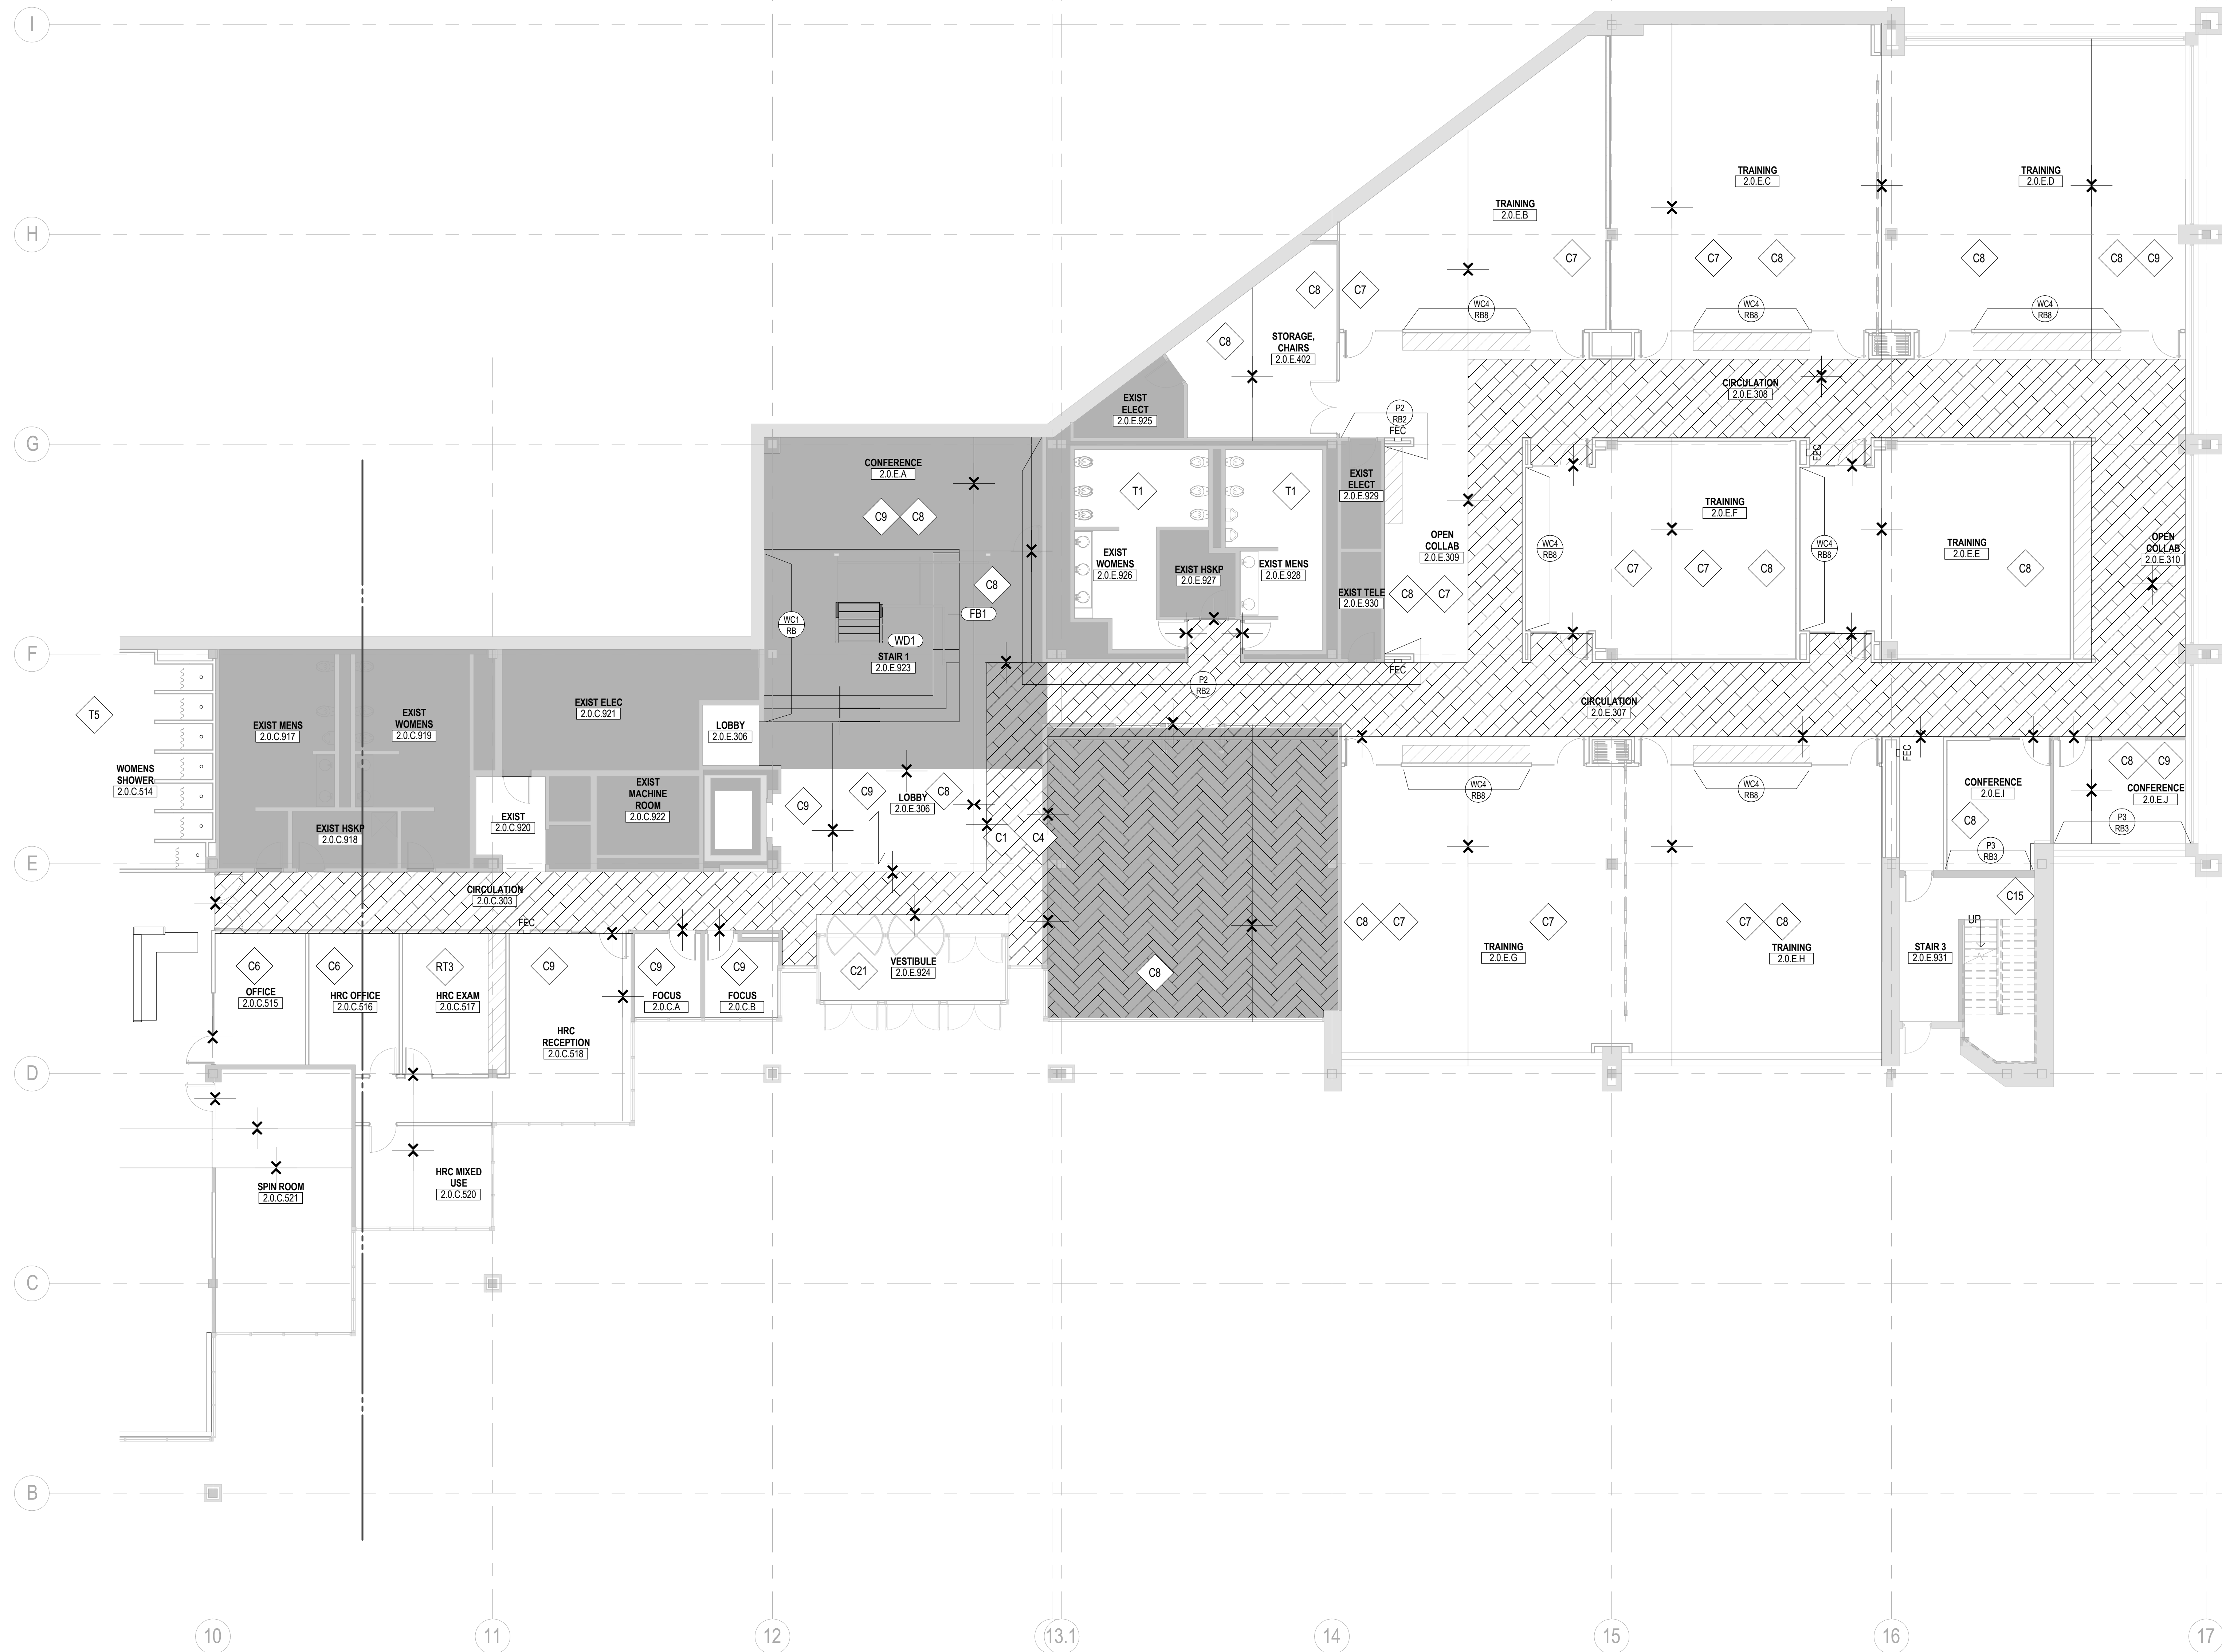 I
H
G
F
E
D
C
B
10
11
12
13.1
14
15
16
17
TRAINING
2.0.E.C
TRAINING
2.0.E.D
TRAINING
2.0.E.B
C7
C7
C8
C8
C8
C9
C8
C7
WC4
RB8
WC4
RB8
WC4
RB8
C8
STORAGE,
CHAIRS
2.0.E.402
CIRCULATION
2.0.E.308
EXIST
ELECT
2.0.E.925
P2
RB2
FEC
FEC
CONFERENCE
2.0.E.A
C9
C8
T1
T1
EXIST
ELECT
2.0.E.929
TRAINING
2.0.E.F
OPEN
COLLAB
2.0.E.309
WC4
RB8
WC4
RB8
TRAINING
2.0.E.E
OPEN
COLLAB
2.0.E.310
EXIST
WOMENS
2.0.E.926
EXIST HSKP
2.0.E.927
EXIST MENS
2.0.E.928
C7
C7
C8
C8
C8
EXIST TELE
2.0.E.930
C8
C7
FB1
WC1
RB
WD1
STAIR 1
2.0.E.923
FEC
P2
RB2
CIRCULATION
2.0.E.307
T5
EXIST MENS
2.0.C.917
EXIST
WOMENS
2.0.C.919
EXIST ELEC
2.0.C.921
LOBBY
2.0.E.306
WOMENS
SHOWER
2.0.C.514
EXIST
MACHINE
ROOM
2.0.C.922
C9
C9
LOBBY
2.0.E.306
C8
WC4
RB8
WC4
RB8
FEC
CONFERENCE
2.0.E.I
C8
C9
CONFERENCE
2.0.E.J
EXIST
2.0.C.920
EXIST HSKP
2.0.C.918
C1
C4
C8
P3
RB3
P3
RB3
CIRCULATION
2.0.C.303
FEC
C15
UP
C8
C7
C7
C7
C8
TRAINING
2.0.E.G
TRAINING
2.0.E.H
STAIR 3
2.0.E.931
C6
C6
RT3
C9
C9
C9
C21
VESTIBULE
2.0.E.924
C8
OFFICE
2.0.C.515
HRC OFFICE
2.0.C.516
HRC EXAM
2.0.C.517
FOCUS
2.0.C.A
FOCUS
2.0.C.B
HRC
RECEPTION
2.0.C.518
HRC MIXED
USE
2.0.C.520
SPIN ROOM
2.0.C.521